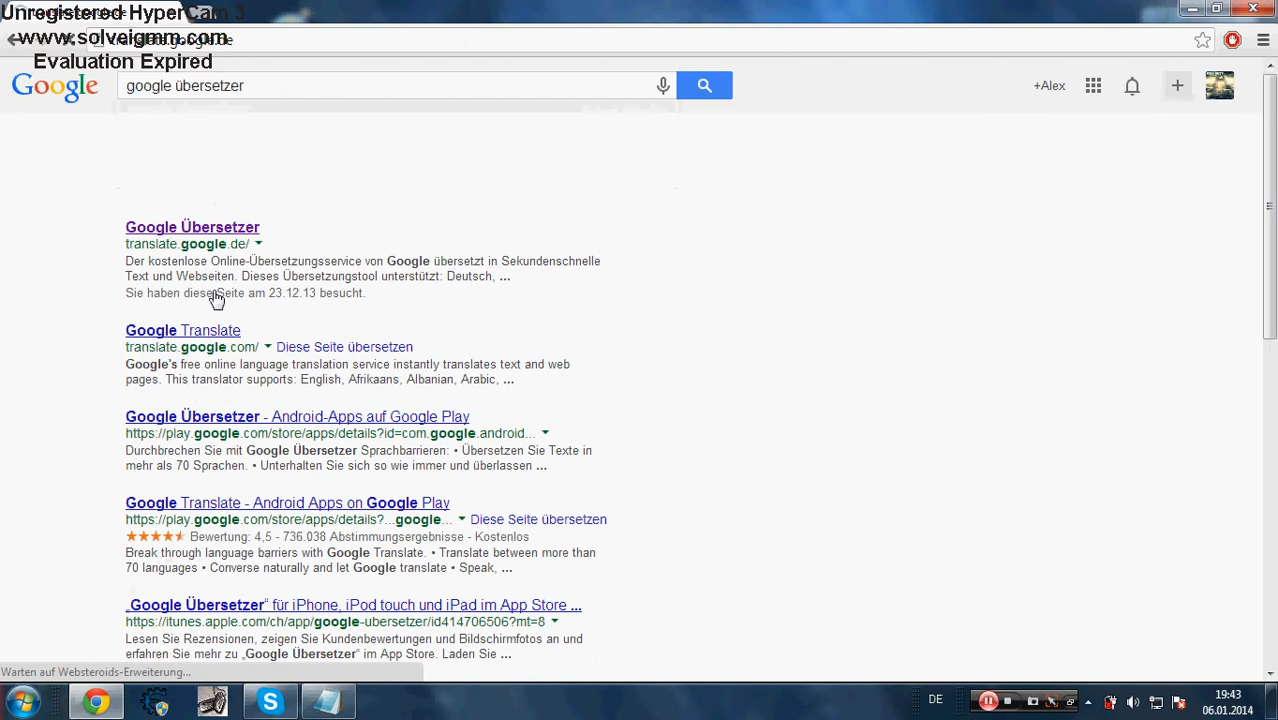 Unregistered HyperCam 3
www.solveigmm.com
Evaluation Expired
translate.google.de
Google
google übersetzer
+Alex
Google Übersetzer
translate.google.de/
Der kostenlose Online-Übersetzungsservice von Google übersetzt in Sekundenschnelle
Text und Webseiten. Dieses Übersetzungstool unterstützt: Deutsch, ...
Sie haben diese Seite am 23.12.13 besucht.
Google Translate
translate.google.com/ Diese Seite übersetzen
Google's free online language translation service instantly translates text and web
pages. This translator supports: English, Afrikaans, Albanian, Arabic, ...
Google Übersetzer - Android-Apps auf Google Play
https://play.google.com/store/apps/details?id=com.google.android...
Durchbrechen Sie mit Google Übersetzer Sprachbarrieren: • Übersetzen Sie Texte in
mehr als 70 Sprachen. • Unterhalten Sie sich so wie immer und überlassen ...
Google Translate - Android Apps on Google Play
https://play.google.com/store/apps/details?...google... Diese Seite übersetzen
Bewertung: 4,5 - 736.038 Abstimmungsergebnisse - Kostenlos
Break through language barriers with Google Translate. • Translate between more than
70 languages • Converse naturally and let Google translate • Speak, ...
„Google Übersetzer“ für iPhone, iPod touch und iPad im App Store ...
https://itunes.apple.com/ch/app/google-ubersetzer/id414706506?mt=8
Lesen Sie Rezensionen, zeigen Sie Kundenbewertungen und Bildschirmfotos an und
erfahren Sie mehr zu „Google Übersetzer“ im App Store. Laden Sie ...
Warten auf Websteroids-Erweiterung...
DE
19:43
06.01.2014